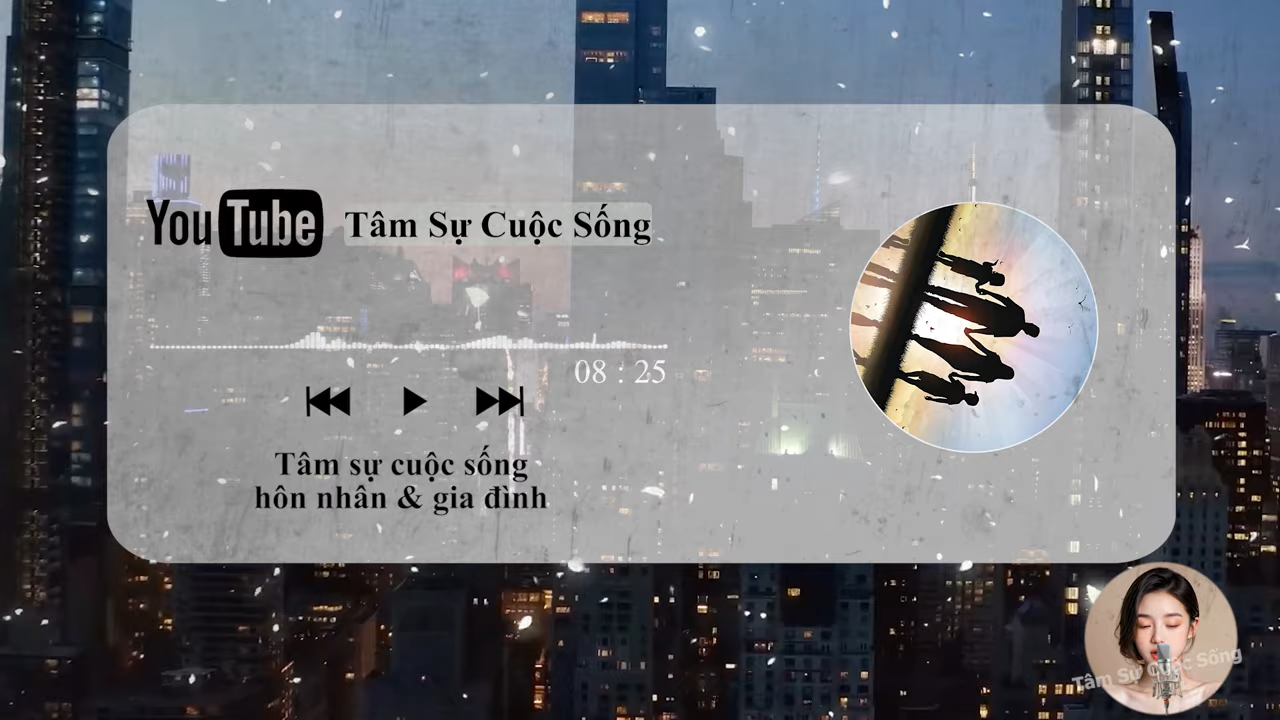 YouTube Tâm Sự Cuộc Sống
08 : 25
Tâm sự cuộc sống
hôn nhân & gia đình
Tâm Sự Cuộc Sống